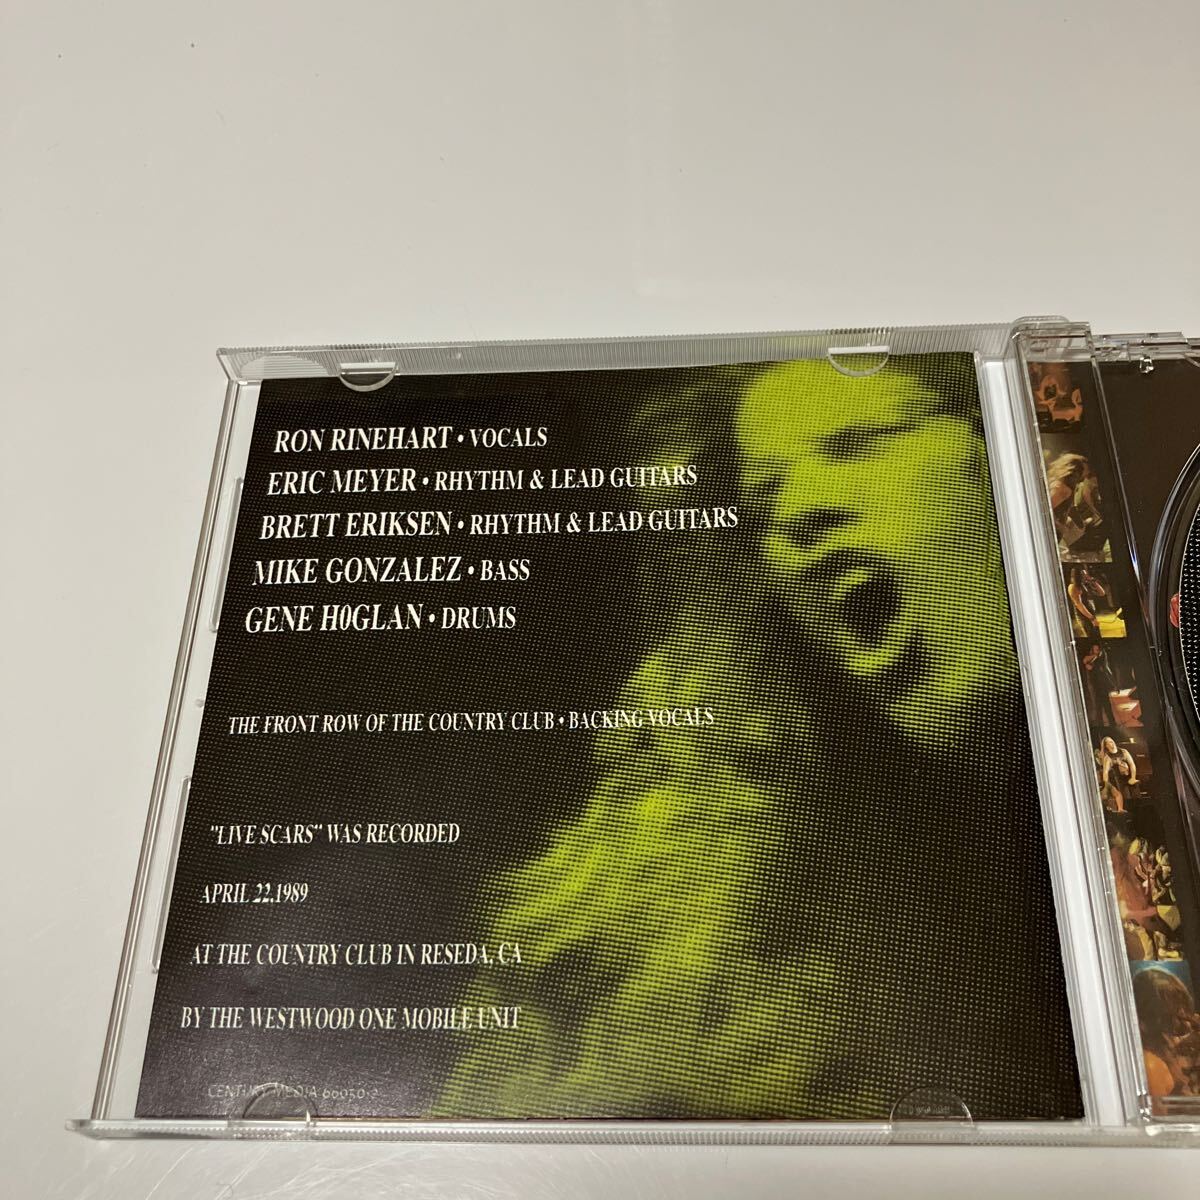 RON RINEHART • VOCALS
ERIC MEYER • RHYTHM & LEAD GUITARS
BRETT ERIKSEN • RHYTHM & LEAD GUITARS
MIKE GONZALEZ • BASS
GENE H0GLAN • DRUMS
THE FRONT ROW OF THE COUNTRY CLUB • BACKING VOCALS
"LIVE SCARS" WAS RECORDED
APRIL 22.1989
AT THE COUNTRY CLUB IN RESEDA, CA
BY THE WESTWOOD ONE MOBILE UNIT
CENTURY MEDIA 66050-2